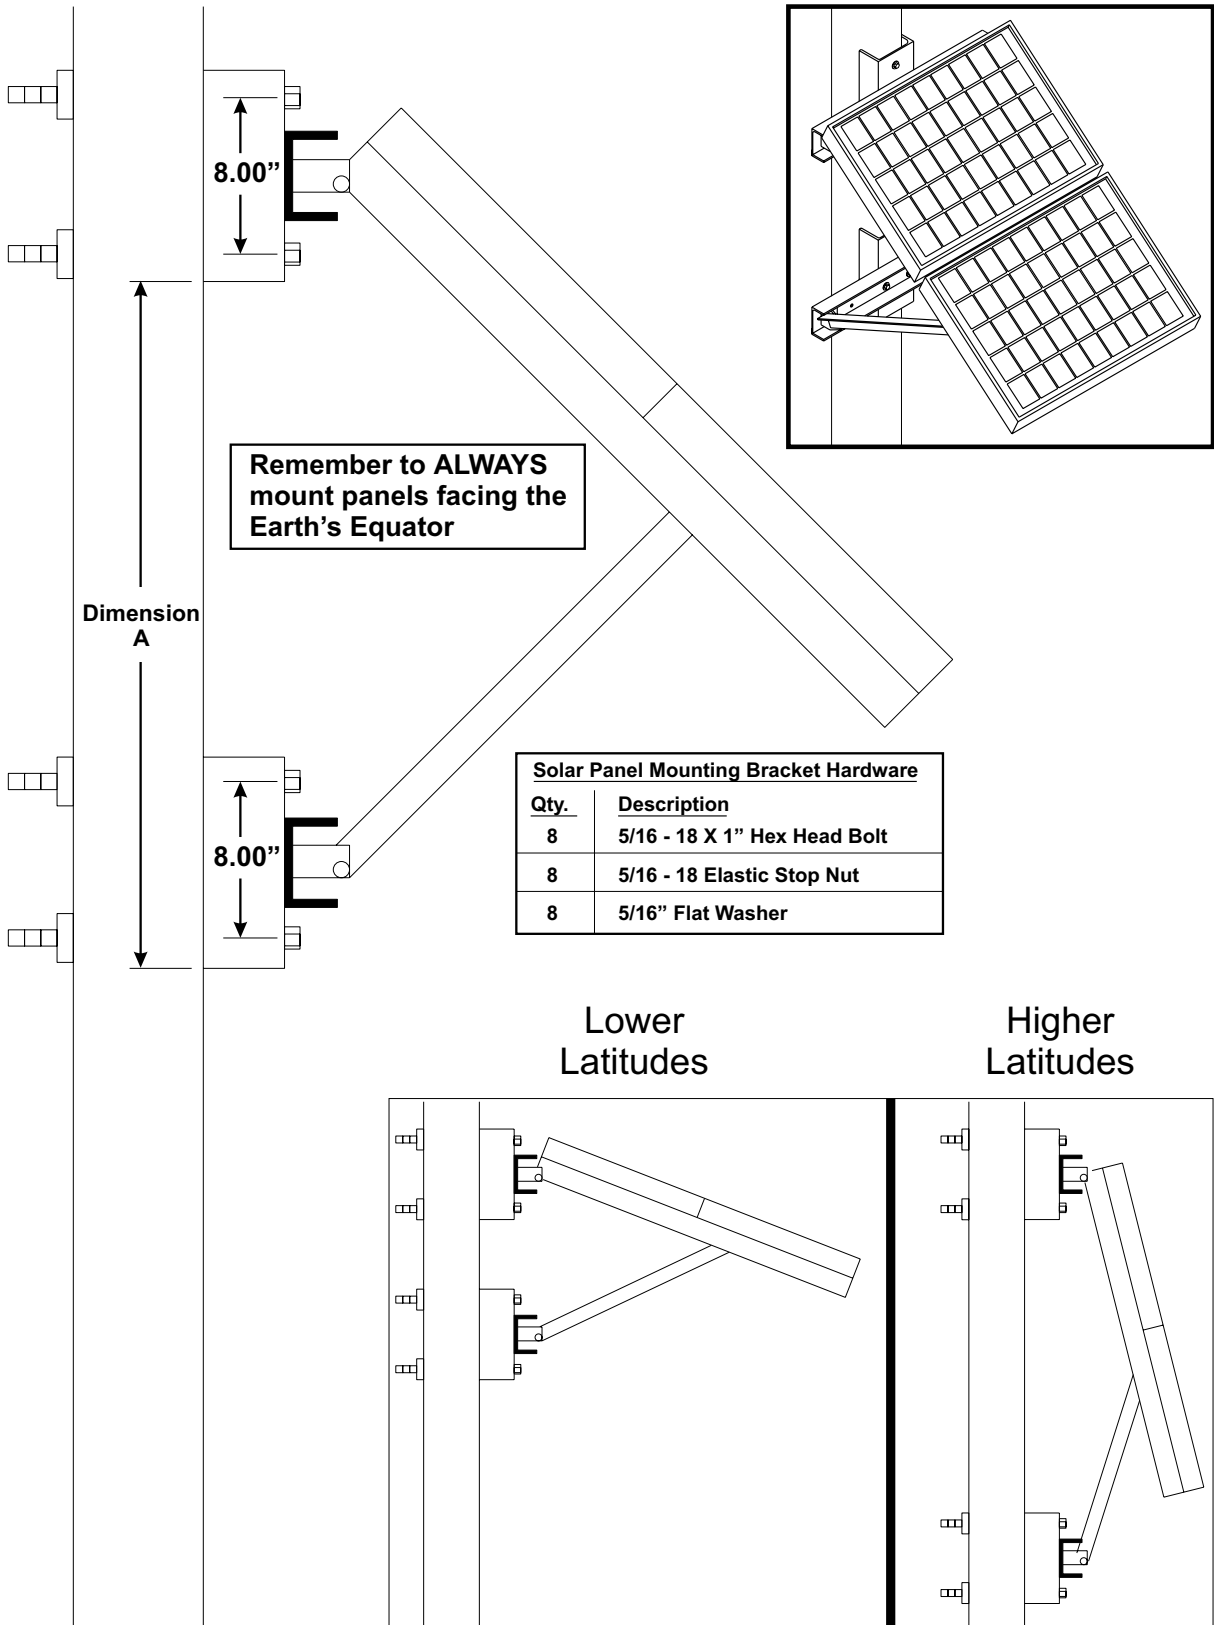 8.00”
Remember to ALWAYS
mount panels facing the
Earth’s Equator
Dimension
A
8.00”
Solar Panel Mounting Bracket Hardware
Qty. Description
8 5/16 - 18 X 1” Hex Head Bolt
8 5/16 - 18 Elastic Stop Nut
8 5/16” Flat Washer
Lower
Latitudes
Higher
Latitudes